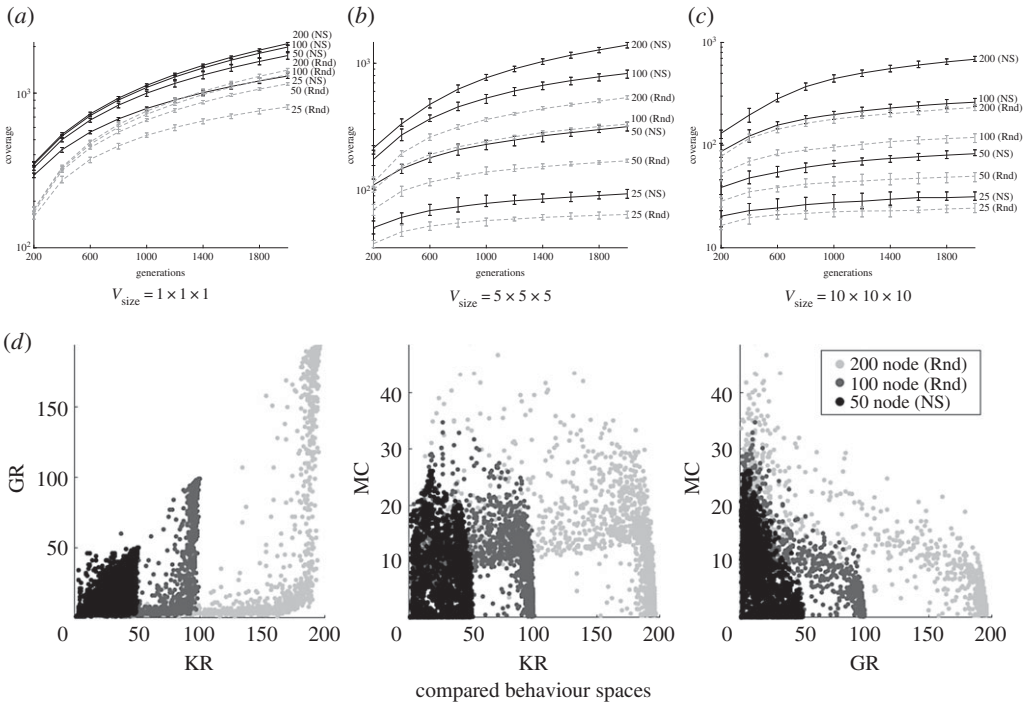 (a)
coverage
10³
10²
200 (NS)
100 (NS)
50 (NS)
200 (Rnd)
100 (Rnd)
25 (NS)
50 (Rnd)
25 (Rnd)
200 600 1000 1400 1800
generations
V size = 1 × 1 × 1
(b)
coverage
10³
10²
200 (NS)
100 (NS)
200 (Rnd)
100 (Rnd)
50 (NS)
50 (Rnd)
25 (NS)
25 (Rnd)
200 600 1000 1400 1800
generations
V size = 5 × 5 × 5
(c)
coverage
10³
10²
10
200 (NS)
100 (NS)
200 (Rnd)
100 (Rnd)
50 (NS)
50 (Rnd)
25 (NS)
25 (Rnd)
200 600 1000 1400 1800
generations
V size = 10 × 10 × 10
(d)
GR
150
100
50
0 50 100 150 200
KR
MC
40
30
20
10
0 50 100 150 200
KR
MC
40
30
20
10
0 50 100 150 200
GR
200 node (Rnd)
100 node (Rnd)
50 node (NS)
compared behaviour spaces